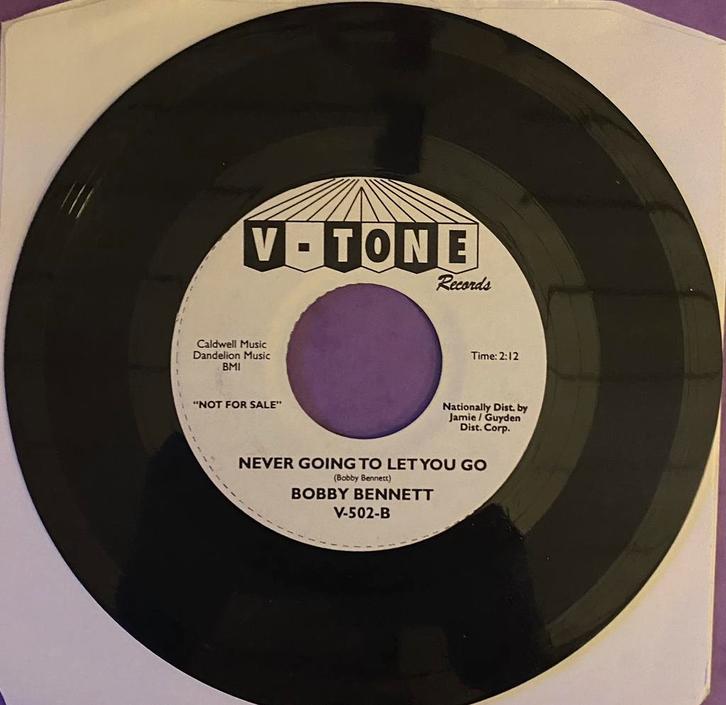 V-TONE
Records
Caldwell Music
Dandelion Music
BMI
Time: 2:12
"NOT FOR SALE"
Nationally Dist. by
Jamie / Guyden
Dist. Corp.
NEVER GOING TO LET YOU GO
(Bobby Bennett)
BOBBY BENNETT
V-502-B